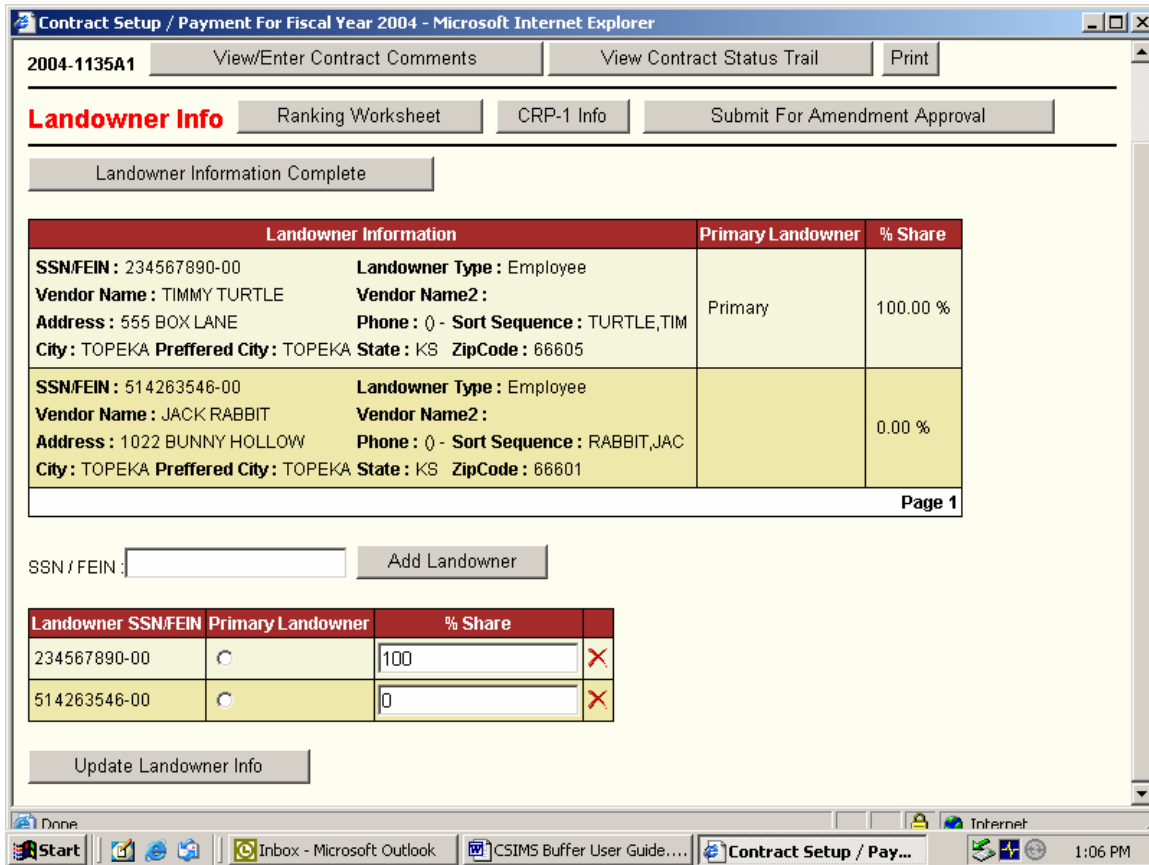 Contract Setup / Payment For Fiscal Year 2004 - Microsoft Internet Explorer
2004-1135A1 View/Enter Contract Comments View Contract Status Trail Print
Landowner Info Ranking Worksheet CRP-1 Info Submit For Amendment Approval
Landowner Information Complete
Landowner Information Primary Landowner % Share
SSN/FEIN : 234567890-00 Landowner Type : Employee
Vendor Name : TIMMY TURTLE Vendor Name2 :
Address : 555 BOX LANE Phone : () - Sort Sequence : TURTLE,TIM
City : TOPEKA Preffered City : TOPEKA State : KS ZipCode : 66605
Primary 100.00 %
SSN/FEIN : 514263546-00 Landowner Type : Employee
Vendor Name : JACK RABBIT Vendor Name2 :
Address : 1022 BUNNY HOLLOW Phone : () - Sort Sequence : RABBIT,JAC
City : TOPEKA Preffered City : TOPEKA State : KS ZipCode : 66601
0.00 %
Page 1
SSN / FEIN : Add Landowner
Landowner SSN/FEIN Primary Landowner % Share
234567890-00 100
514263546-00 0
Update Landowner Info
Done Internet
Start Inbox - Microsoft Outlook CSIMS Buffer User Guide.... Contract Setup / Pay... 1:06 PM